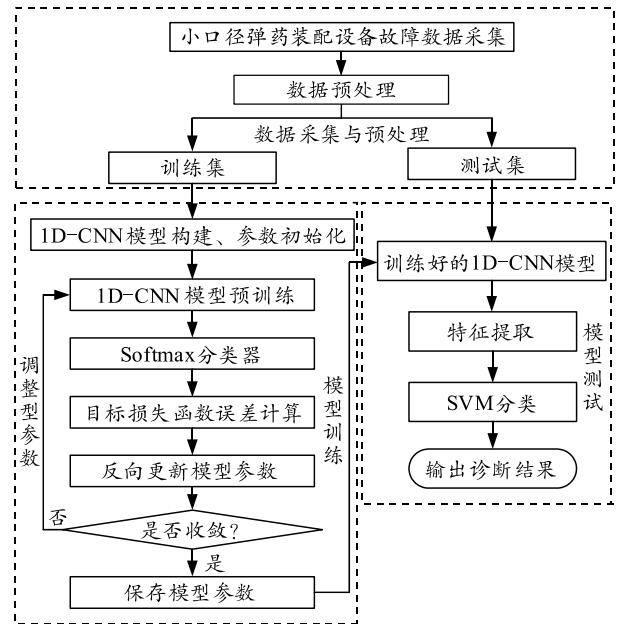 小口径弹药装配设备故障数据采集
数据预处理
数据采集与预处理
训练集
测试集
1D-CNN模型构建、参数初始化
1D-CNN模型预训练
Softmax分类器
目标损失函数误差计算
反向更新模型参数
是否收敛?
否
是
保存模型参数
调整型参数
模型训练
训练好的1D-CNN模型
特征提取
SVM分类
输出诊断结果
模型测试